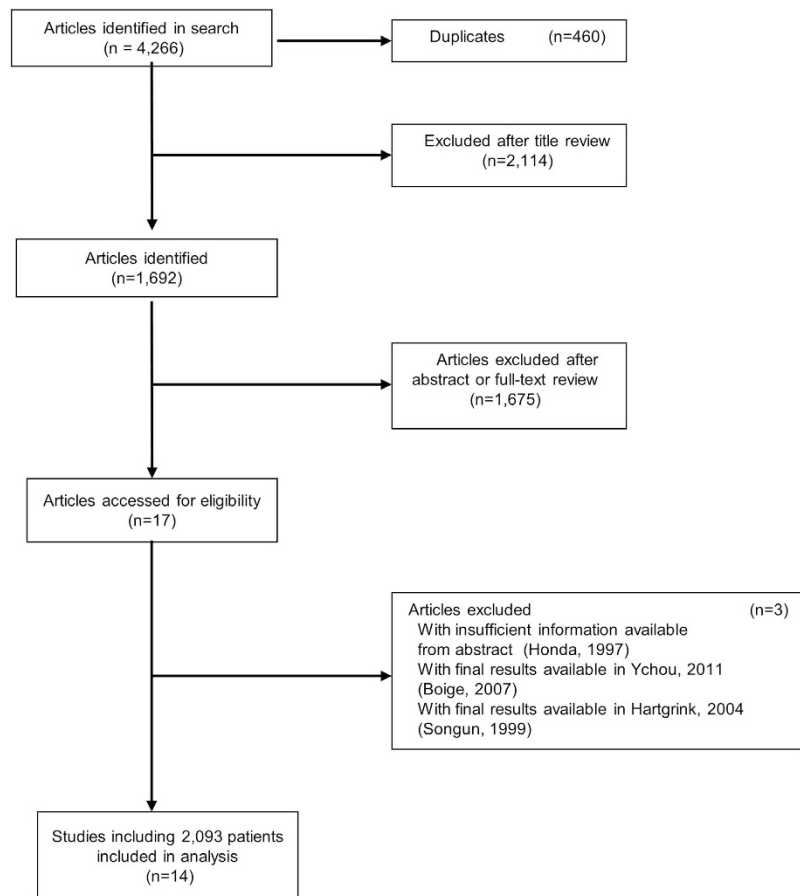 Articles identified in search
(n = 4,266)
Duplicates (n=460)
Excluded after title review
(n=2,114)
Articles identified
(n=1,692)
Articles excluded after
abstract or full-text review
(n=1,675)
Articles accessed for eligibility
(n=17)
Articles excluded (n=3)
With insufficient information available
from abstract (Honda, 1997)
With final results available in Ychou, 2011
(Boige, 2007)
With final results available in Hartgrink, 2004
(Songun, 1999)
Studies including 2,093 patients
included in analysis
(n=14)